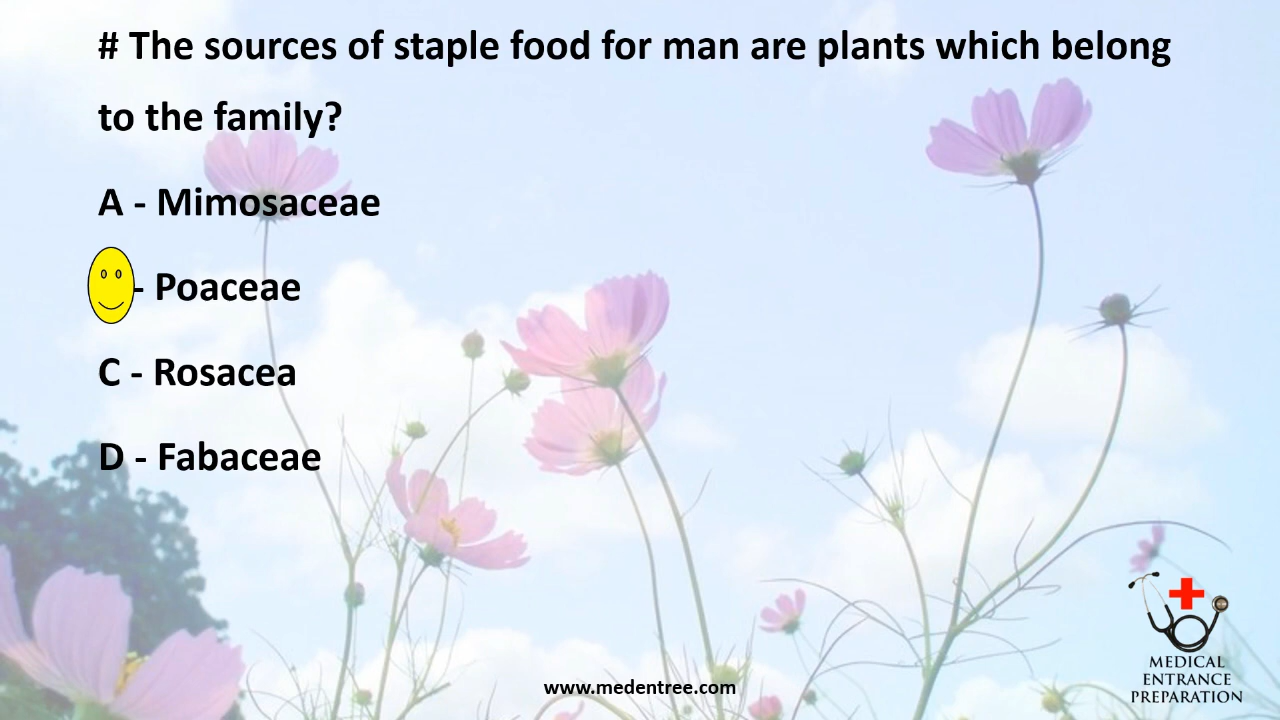 # The sources of staple food for man are plants which belong
to the family?
A - Mimosaceae
- Poaceae
C - Rosacea
D - Fabaceae
www.medentree.com
MEDICAL
ENTRANCE
PREPARATION